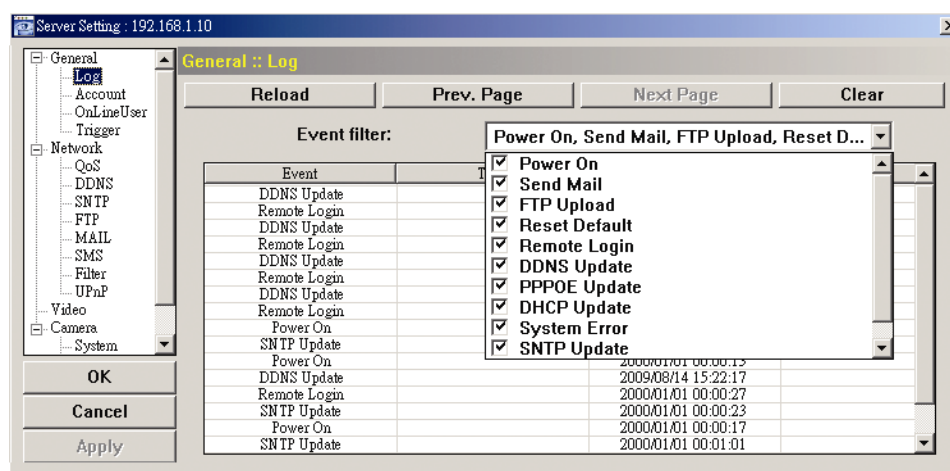 Server Setting : 192.168.1.10
General
Log
Account
OnLineUser
Trigger
Network
QoS
DDNS
SNTP
FTP
MAIL
SMS
Filter
UPnP
Video
Camera
System
OK
Cancel
Apply
General :: Log
Reload Prev. Page Next Page Clear
Event filter: Power On, Send Mail, FTP Upload, Reset D...
Power On
Send Mail
FTP Upload
Reset Default
Remote Login
DDNS Update
PPPOE Update
DHCP Update
System Error
SNTP Update
Event
DDNS Update
Remote Login
DDNS Update
Remote Login
DDNS Update
Remote Login
DDNS Update
Remote Login
Power On
SNTP Update
Power On 2000/01/01 00:00:13
DDNS Update 2009/08/14 15:22:17
Remote Login 2000/01/01 00:00:27
SNTP Update 2000/01/01 00:00:23
Power On 2000/01/01 00:00:17
SNTP Update 2000/01/01 00:01:01